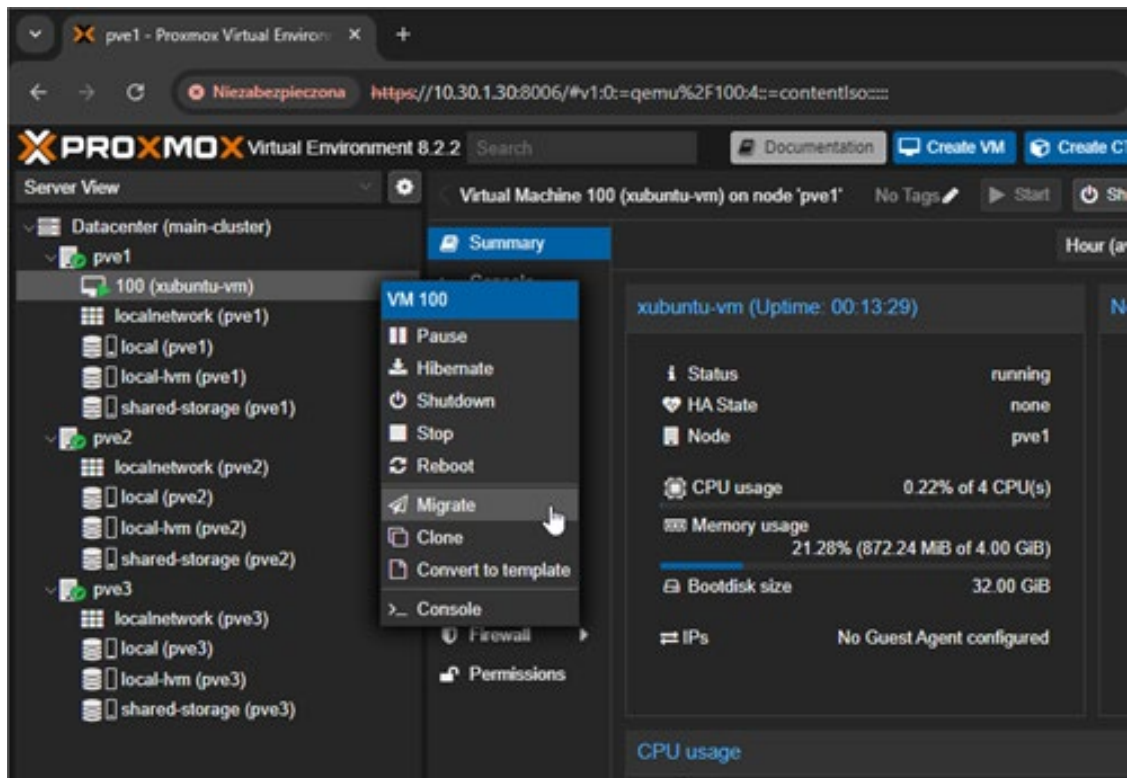 pve1 - Proxmox Virtual Environ
Niezabezpieczona https://10.30.1.30:8006/#v1:0:=qemu%2F100:4::=contentIso:::::
PROXMOX Virtual Environment 8.2.2 Search Documentation Create VM Create CT
Server View
Virtual Machine 100 (xubuntu-vm) on node 'pve1' No Tags Start Sh
Datacenter (main-cluster)
pve1
100 (xubuntu-vm)
localnetwork (pve1)
local (pve1)
local-lvm (pve1)
shared-storage (pve1)
pve2
localnetwork (pve2)
local (pve2)
local-lvm (pve2)
shared-storage (pve2)
pve3
localnetwork (pve3)
local (pve3)
local-lvm (pve3)
shared-storage (pve3)
Summary
Console
VM 100
Pause
Hibernate
Shutdown
Stop
Reboot
Migrate
Clone
Convert to template
Console
Firewall
Permissions
Hour (av
xubuntu-vm (Uptime: 00:13:29)
Status running
HA State none
Node pve1
CPU usage 0.22% of 4 CPU(s)
Memory usage
21.28% (872.24 MiB of 4.00 GiB)
Bootdisk size 32.00 GiB
IPs No Guest Agent configured
CPU usage